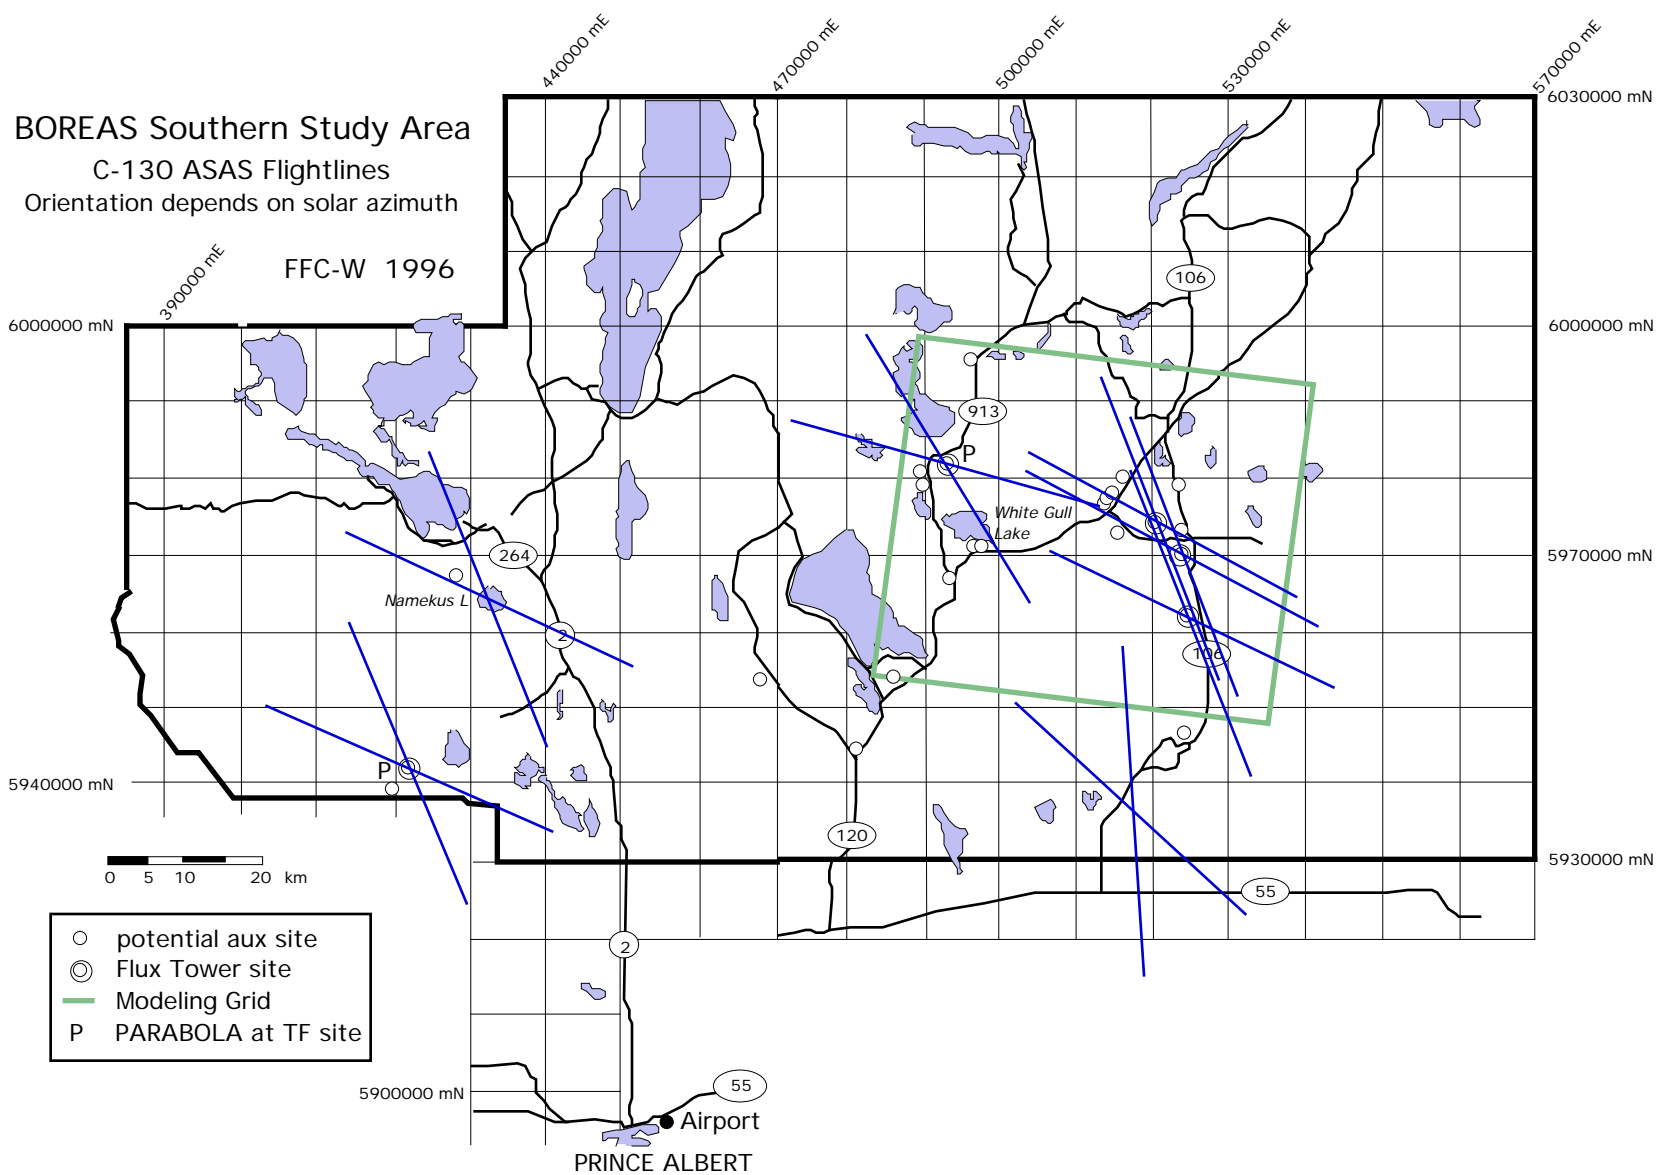 440000 mE
470000 mE
500000 mE
530000 mE
570000 mE
6030000 mN
BOREAS Southern Study Area
C-130 ASAS Flightlines
Orientation depends on solar azimuth
390000 mE
FFC-W 1996
106
6000000 mN
6000000 mN
913
P
White Gull
Lake
264
5970000 mN
Namekus L
2
106
P
5940000 mN
120
5930000 mN
0 5 10 20 km
55
potential aux site
Flux Tower site
Modeling Grid
P PARABOLA at TF site
2
5900000 mN
55
Airport
PRINCE ALBERT